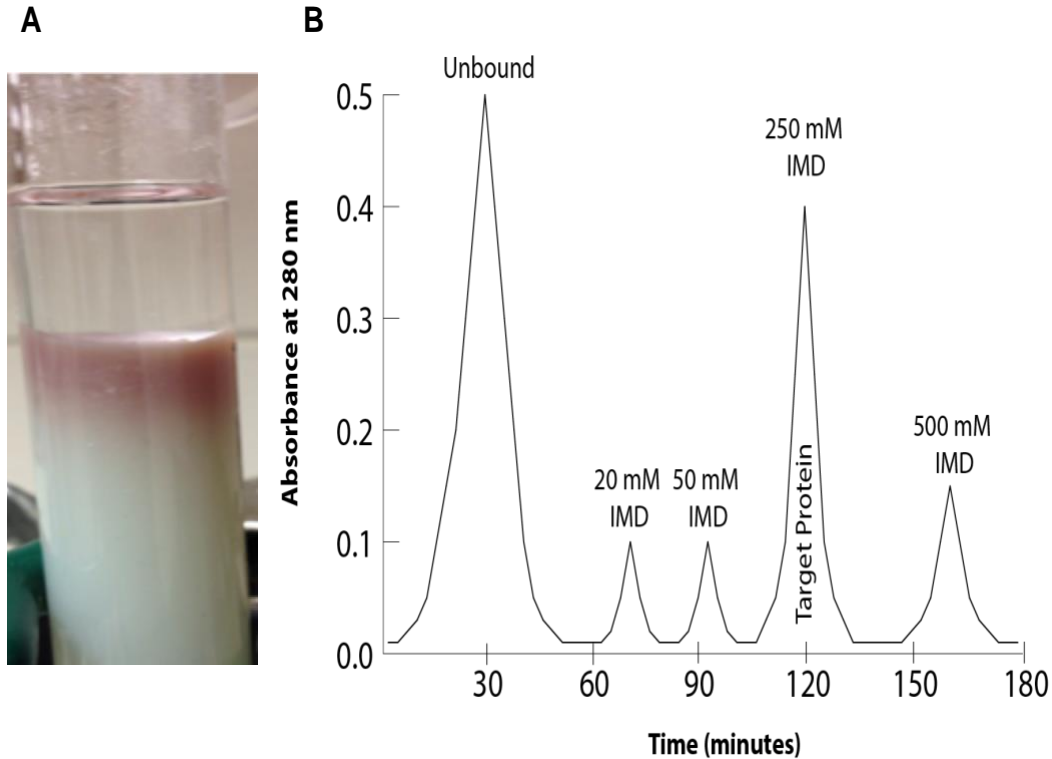 A
B
Unbound
250 mM
IMD
500 mM
IMD
20 mM
IMD
50 mM
IMD
Target Protein
Absorbance at 280 nm
0.5
0.4
0.3
0.2
0.1
0.0
30
60
90
120
150
180
Time (minutes)